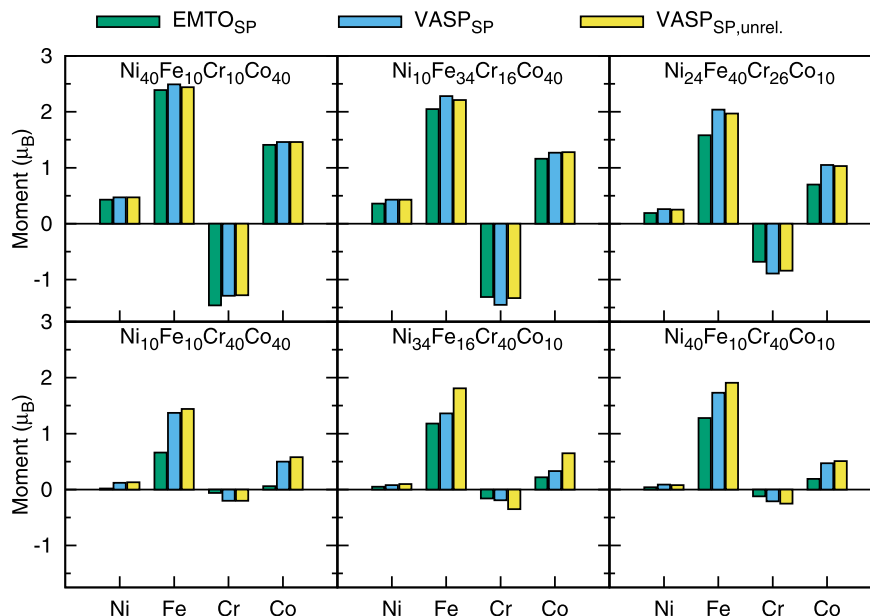 EMTO_SP VASP_SP VASP_SP,unrel.
Ni40Fe10Cr10Co40 Ni10Fe34Cr16Co40 Ni24Fe40Cr26Co10
3
2
1
0
-1
Moment (μB)
3
2
1
0
-1
Moment (μB)
Ni10Fe10Cr40Co40 Ni34Fe16Cr40Co10 Ni40Fe10Cr40Co10
Ni Fe Cr Co Ni Fe Cr Co Ni Fe Cr Co